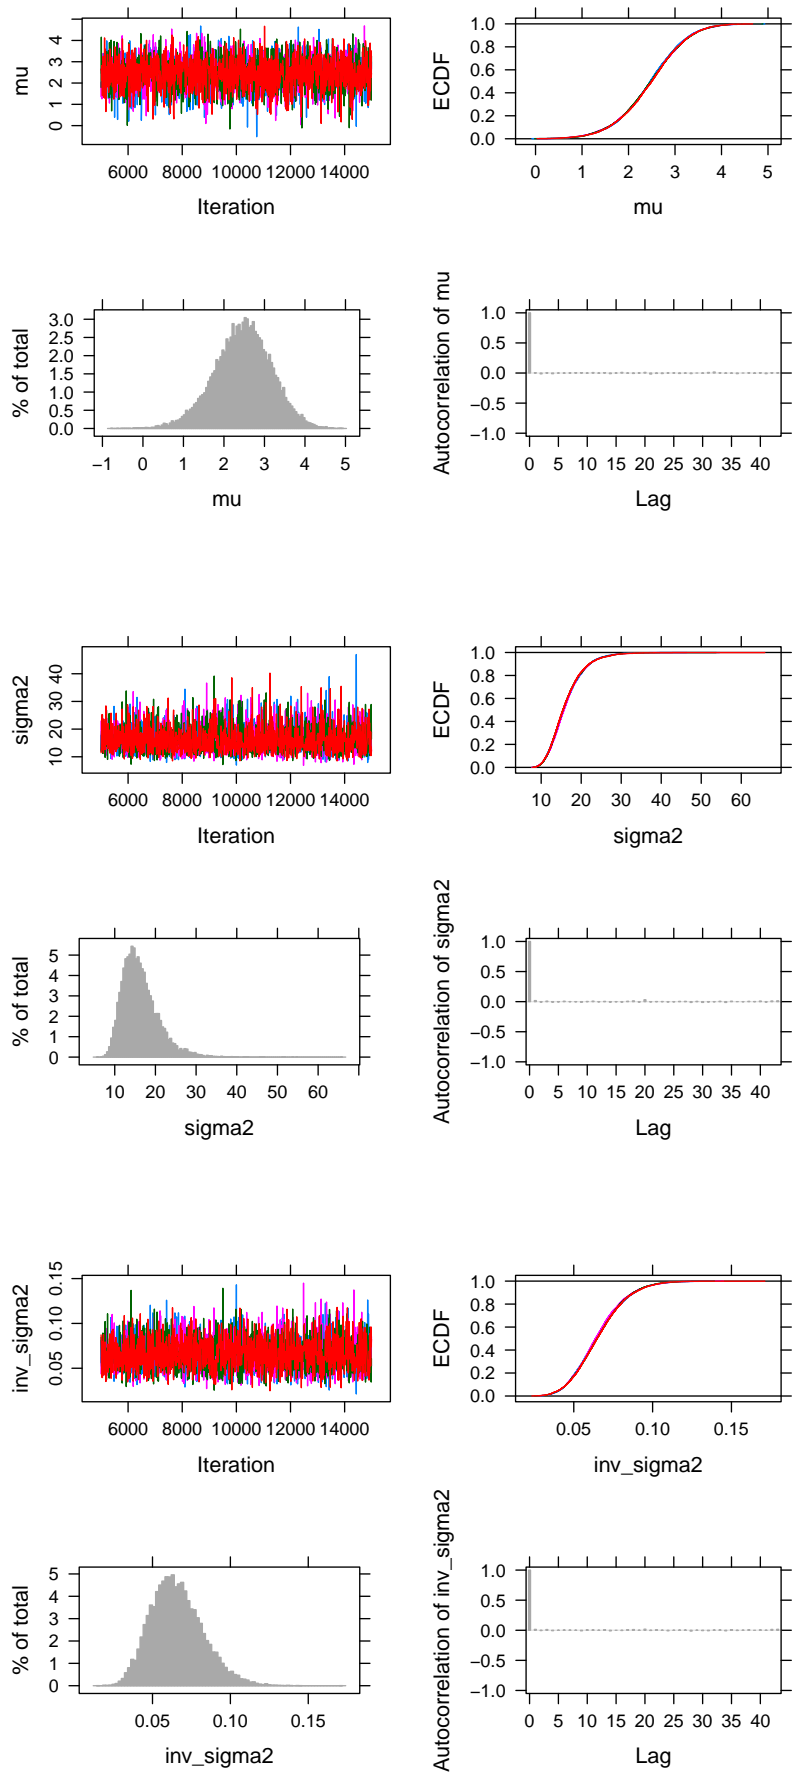 mu
0 1 2 3 4
6000 8000 10000 12000 14000
Iteration
ECDF
1.0
0.8
0.6
0.4
0.2
0.0
0 1 2 3 4 5
mu
% of total
3.0
2.5
2.0
1.5
1.0
0.5
0.0
−1 0 1 2 3 4 5
mu
Autocorrelation of mu
1.0
0.5
0.0
−0.5
−1.0
0 5 10 15 20 25 30 35 40
Lag
sigma2
10 20 30 40
6000 8000 10000 12000 14000
Iteration
ECDF
1.0
0.8
0.6
0.4
0.2
0.0
10 20 30 40 50 60
sigma2
% of total
5
4
3
2
1
0
10 20 30 40 50 60
sigma2
Autocorrelation of sigma2
1.0
0.5
0.0
−0.5
−1.0
0 5 10 15 20 25 30 35 40
Lag
inv_sigma2
0.05 0.10 0.15
6000 8000 10000 12000 14000
Iteration
ECDF
1.0
0.8
0.6
0.4
0.2
0.0
0.05 0.10 0.15
inv_sigma2
% of total
5
4
3
2
1
0
0.05 0.10 0.15
inv_sigma2
Autocorrelation of inv_sigma2
1.0
0.5
0.0
−0.5
−1.0
0 5 10 15 20 25 30 35 40
Lag